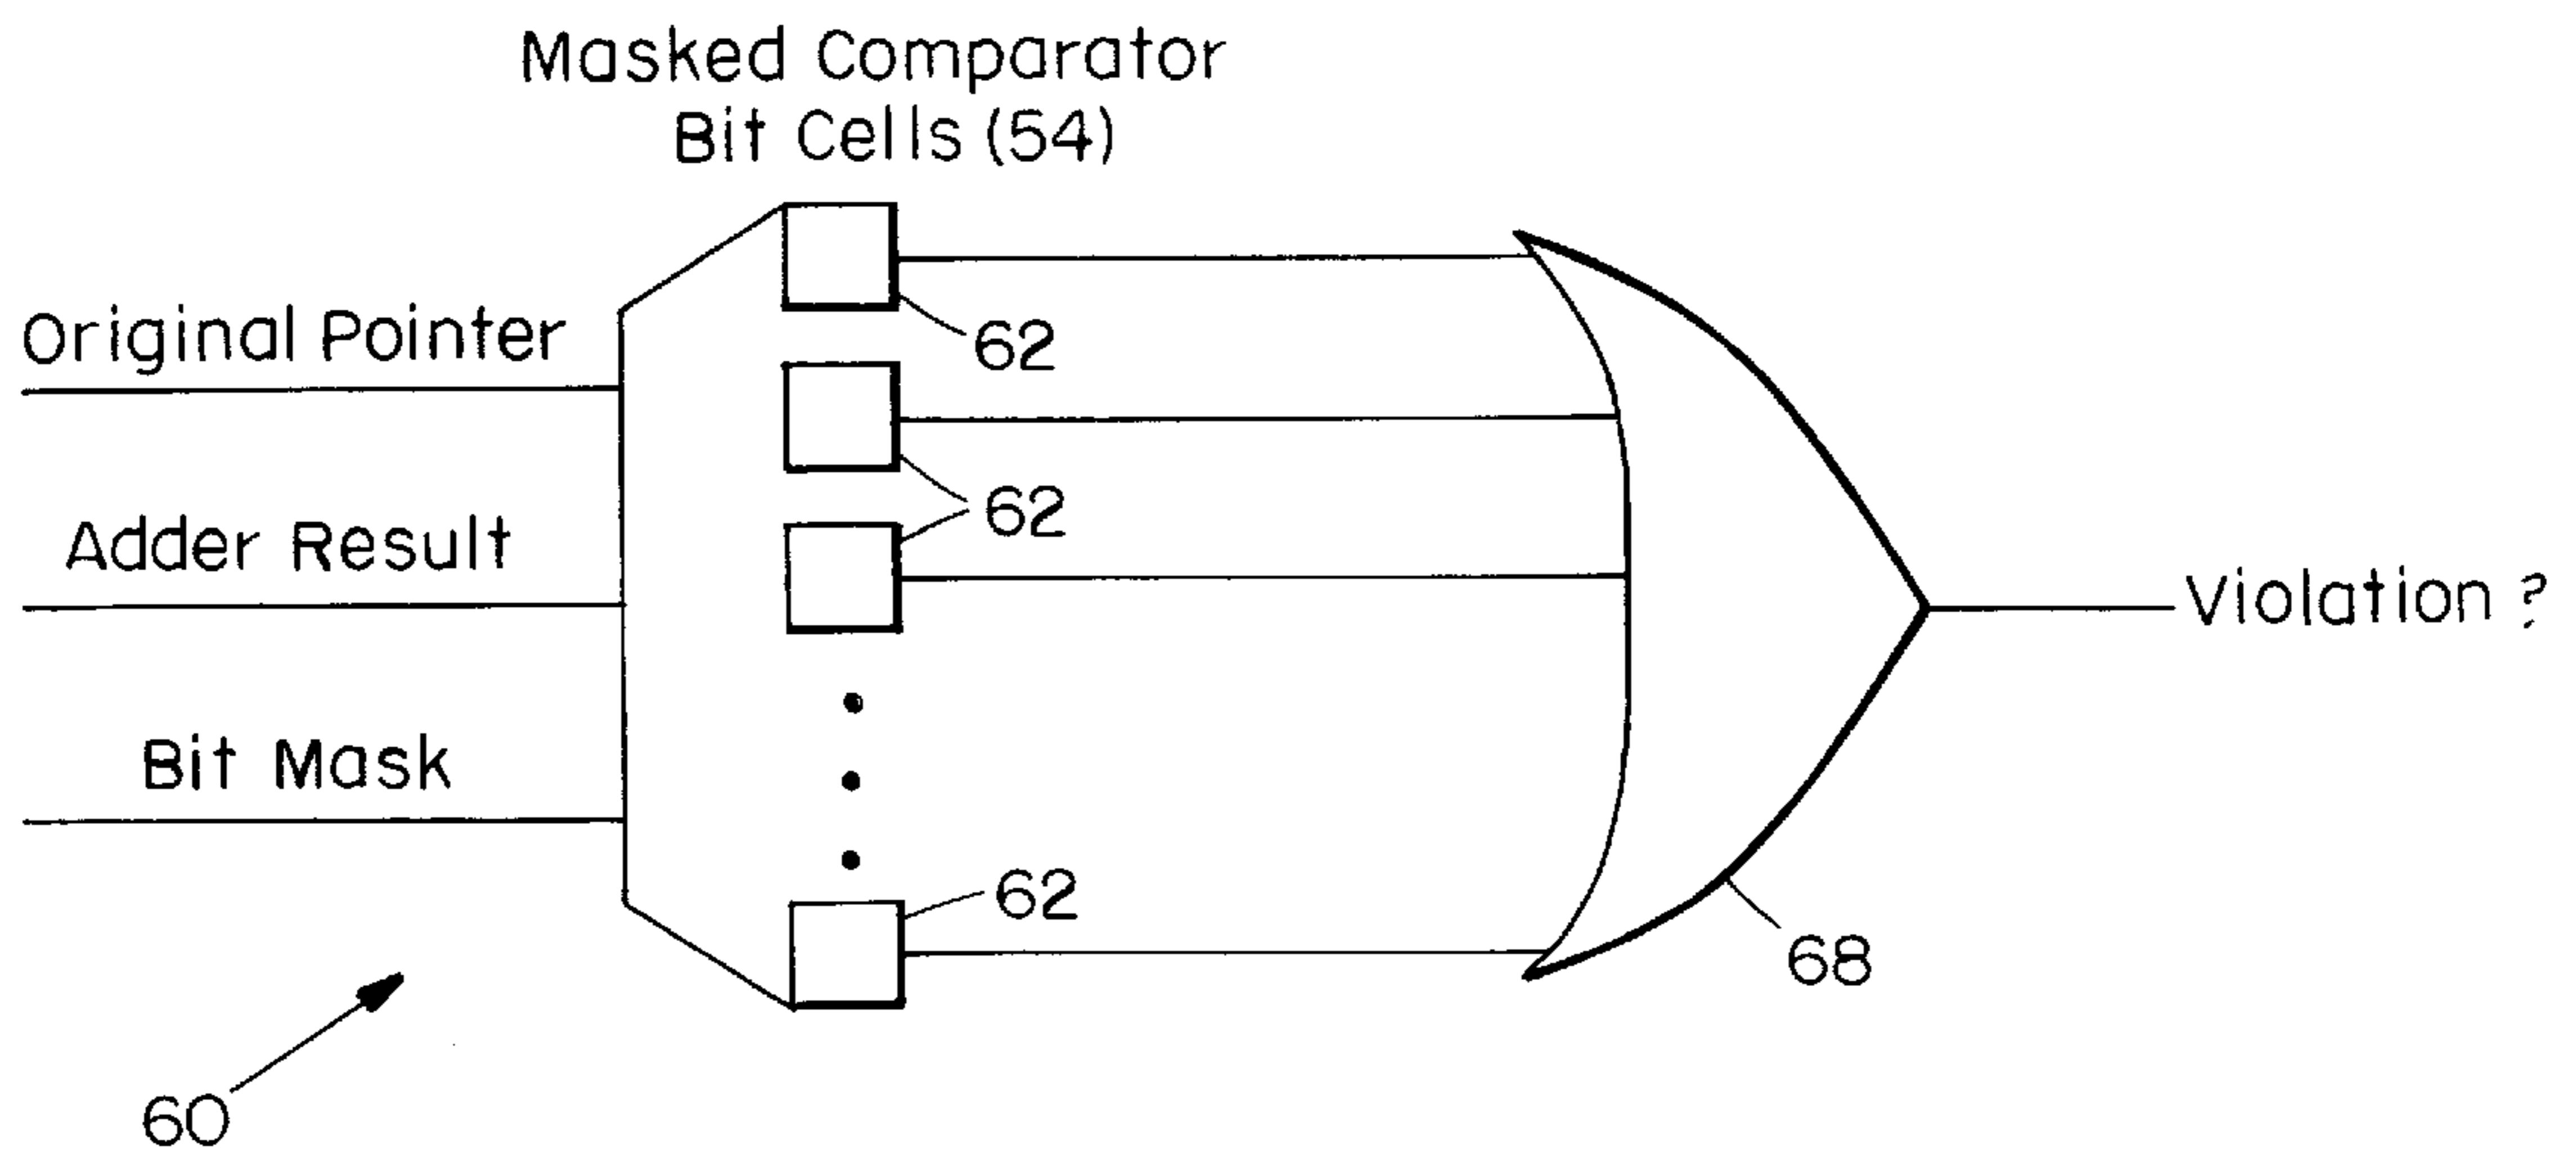 Masked Comparator
Bit Cells (54)
62
Original Pointer
62
Adder Result
Violation ?
Bit Mask
62
68
60